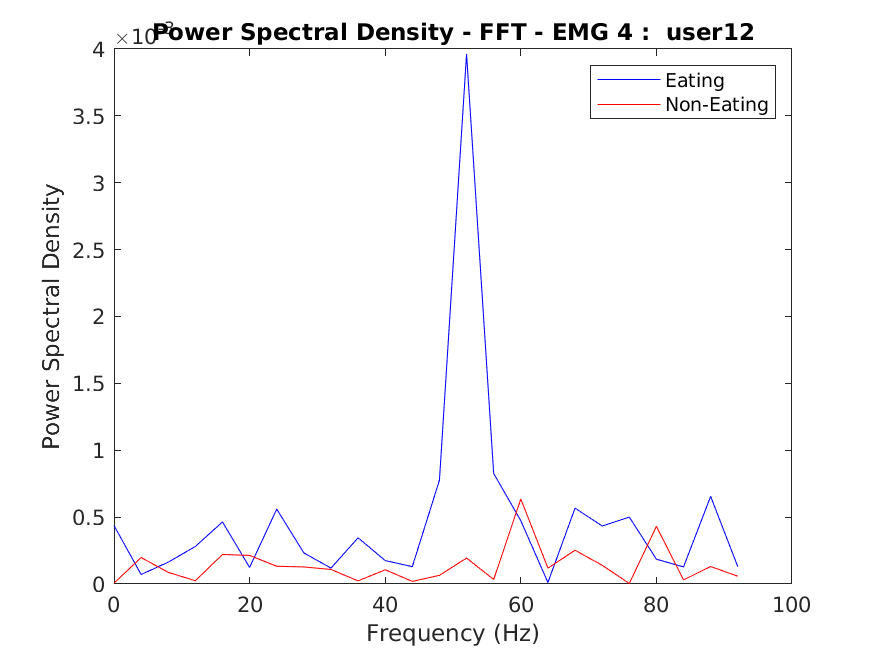 Power Spectral Density - FFT - EMG 4 : user12
×10
4
3.5
3
2.5
2
1.5
1
0.5
0
Power Spectral Density
Eating
Non-Eating
0 20 40 60 80 100
Frequency (Hz)